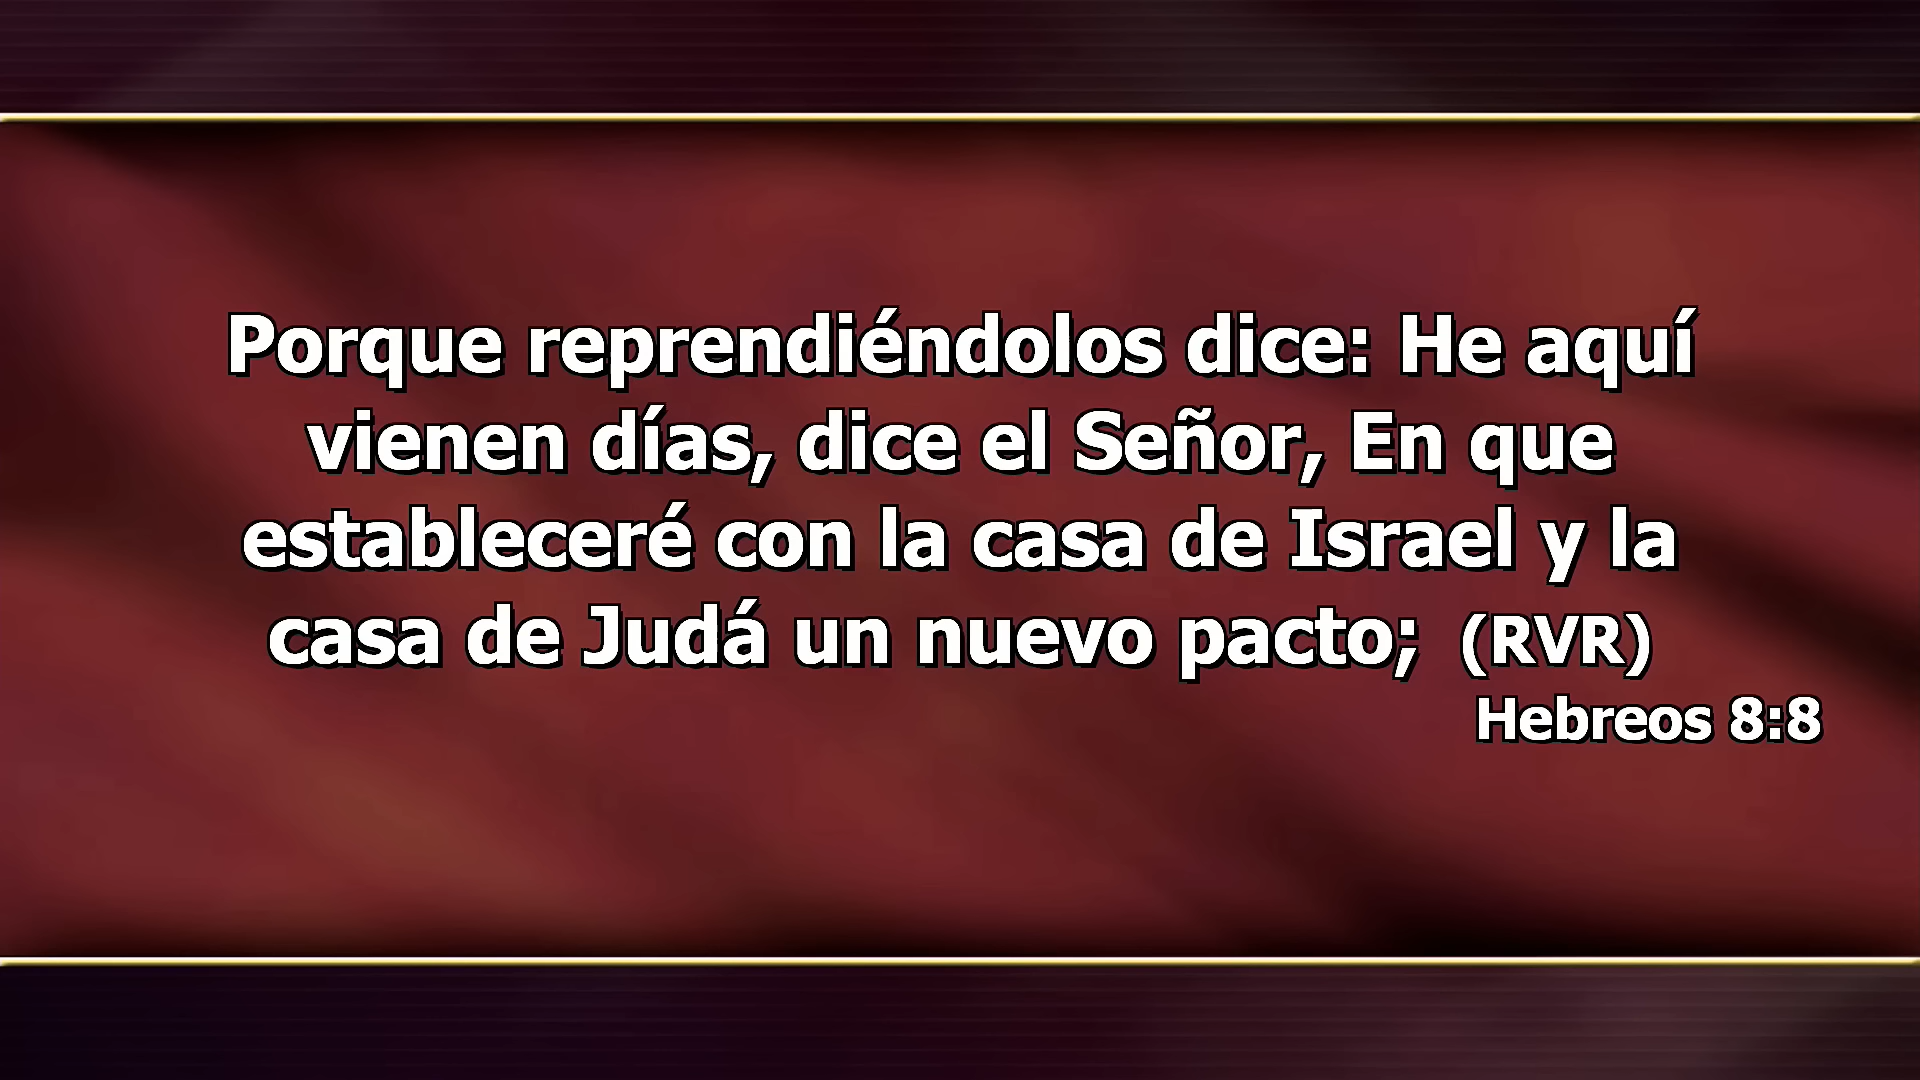 Porque reprendiéndolos dice: He aquí
vienen días, dice el Señor, En que
estableceré con la casa de Israel y la
casa de Judá un nuevo pacto; (RVR)
Hebreos 8:8